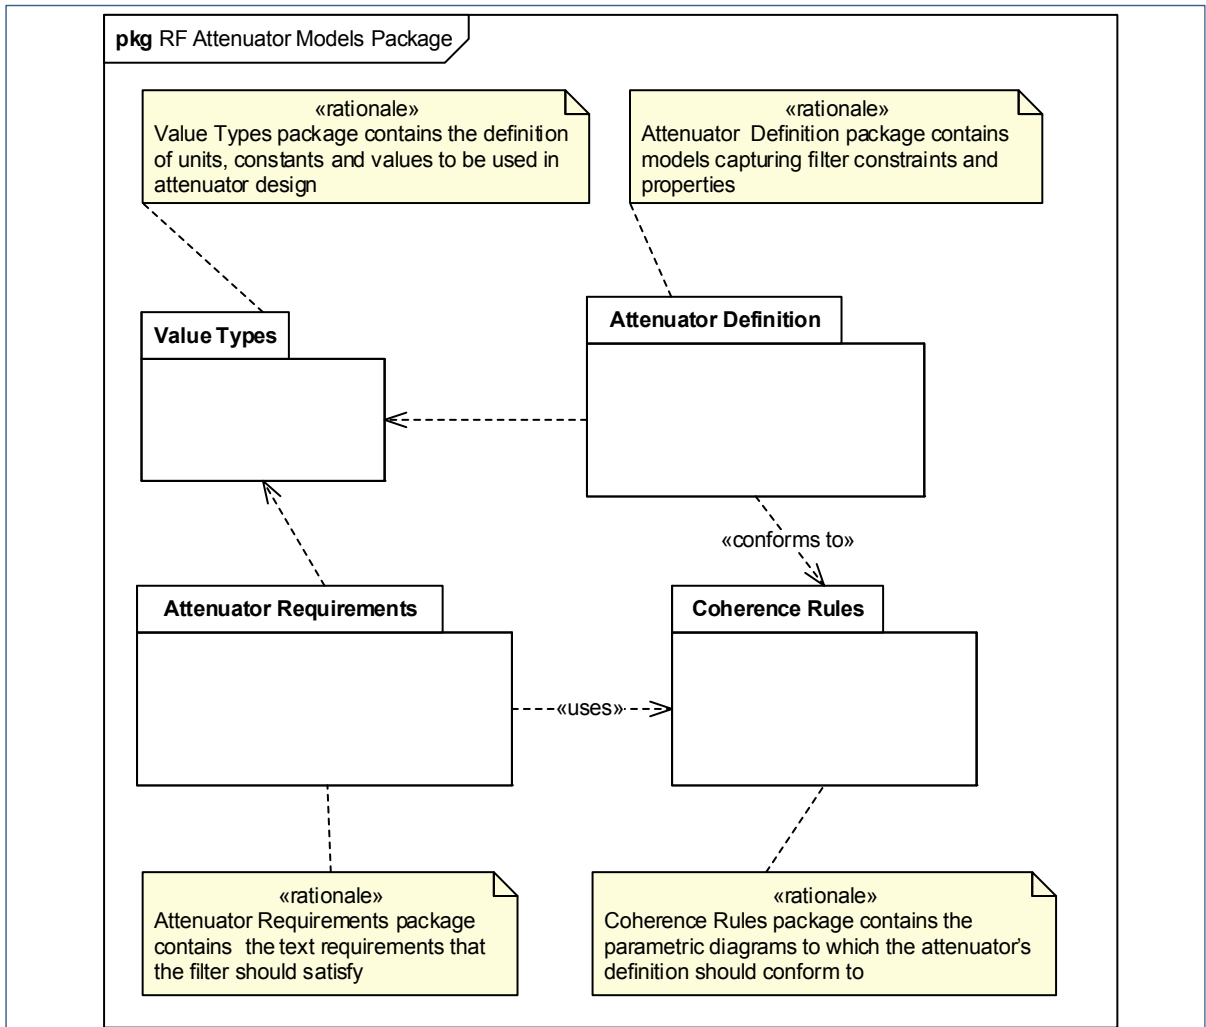 pkg RF Attenuator Models Package
«rationale»
Value Types package contains the definition
of units, constants and values to be used in
attenuator design
«rationale»
Attenuator Definition package contains
models capturing filter constraints and
properties
Value Types
Attenuator Definition
«conforms to»
Attenuator Requirements
Coherence Rules
«uses»
«rationale»
Attenuator Requirements package
contains the text requirements that
the filter should satisfy
«rationale»
Coherence Rules package contains the
parametric diagrams to which the attenuator's
definition should conform to